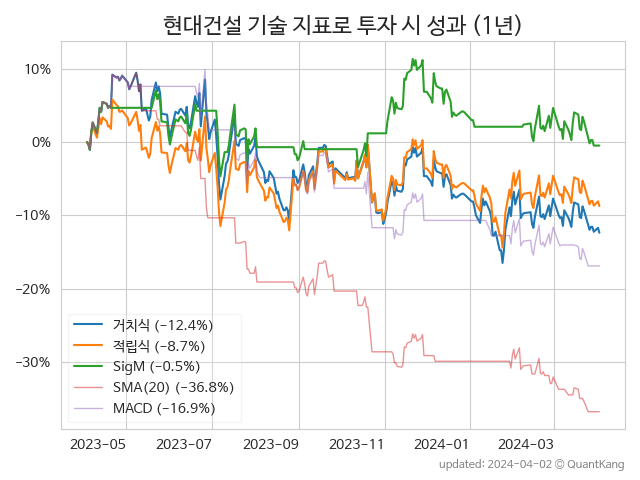 현대건설 기술 지표로 투자 시 성과 (1년)
10%
0%
−10%
−20%
−30%
거치식 (−12.4%)
적립식 (−8.7%)
SigM (−0.5%)
SMA(20) (−36.8%)
MACD (−16.9%)
2023-05 2023-07 2023-09 2023-11 2024-01 2024-03
updated: 2024-04-02 © QuantKang